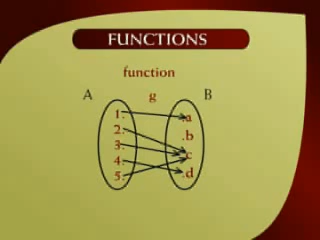 FUNCTIONS
function
A g B
1. .a
2. .b
3. .c
4. .d
5.